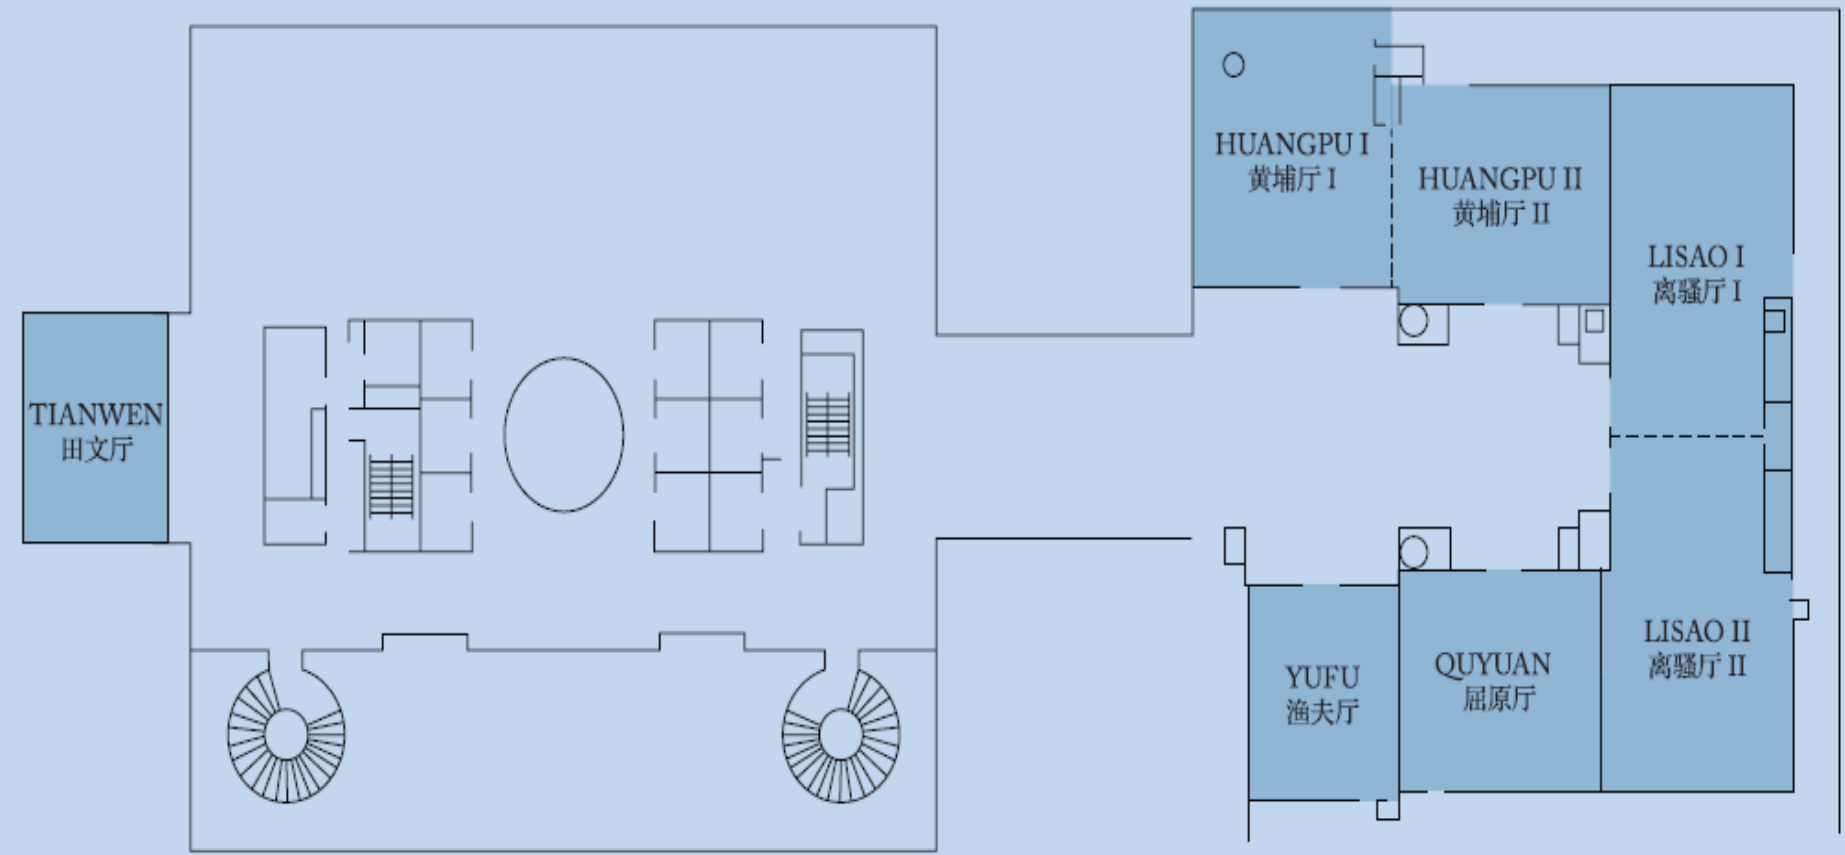 TIANWEN
田文厅
HUANGPU I
黄埔厅 I
HUANGPU II
黄埔厅 II
LISAO I
离骚厅 I
LISAO II
离骚厅 II
YUFU
渔夫厅
QUYUAN
屈原厅